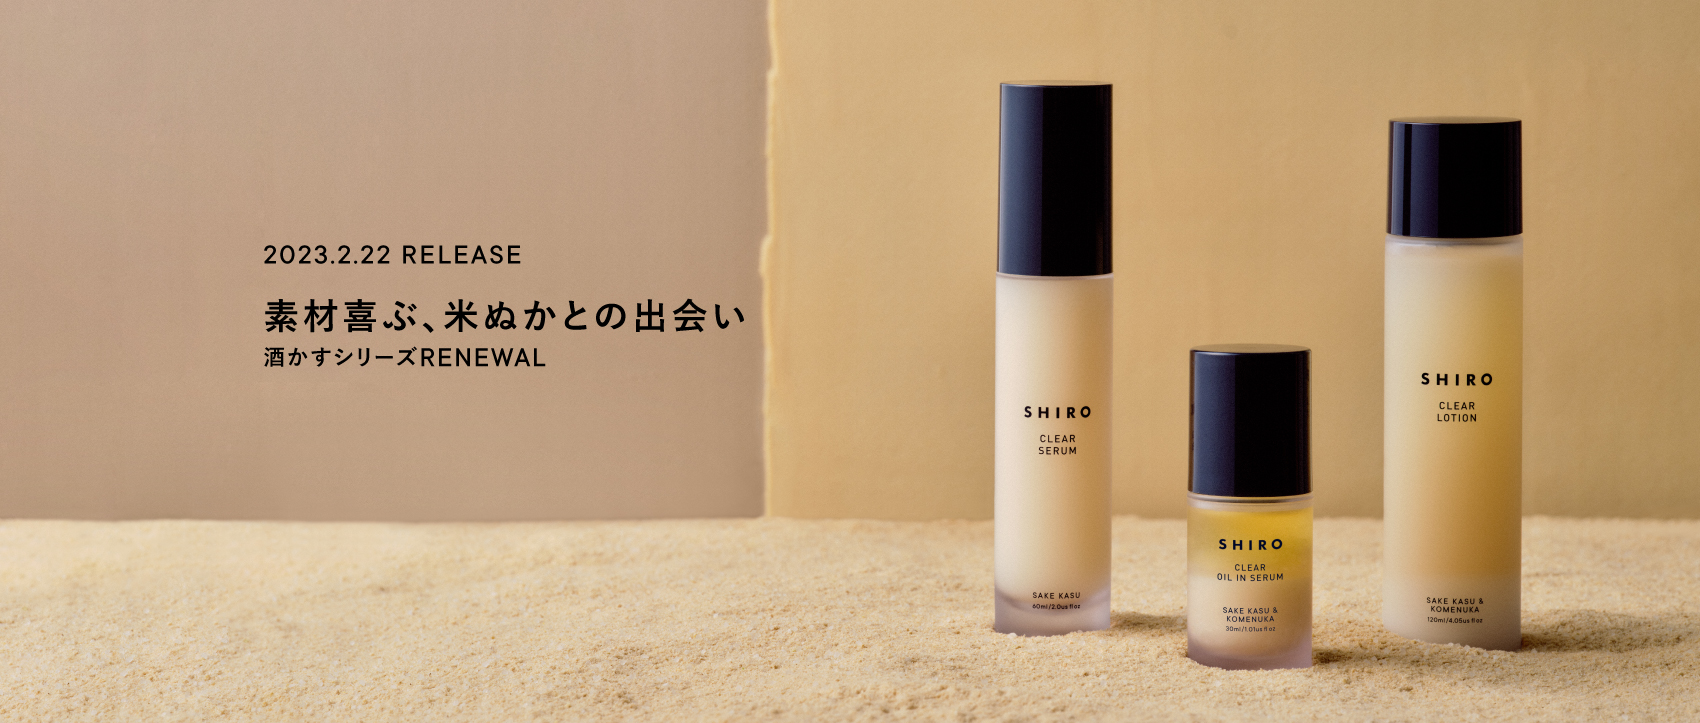 2023.2.22 RELEASE
素材喜ぶ、米ぬかとの出会い
酒かすシリーズRENEWAL
SHIRO
CLEAR
SERUM
SAKE KASU
60ml/2.0us fl oz
SHIRO
CLEAR
OIL IN SERUM
SAKE KASU &
KOMENUKA
30ml/1.01us fl oz
SHIRO
CLEAR
LOTION
SAKE KASU &
KOMENUKA
120ml/4.05us fl oz